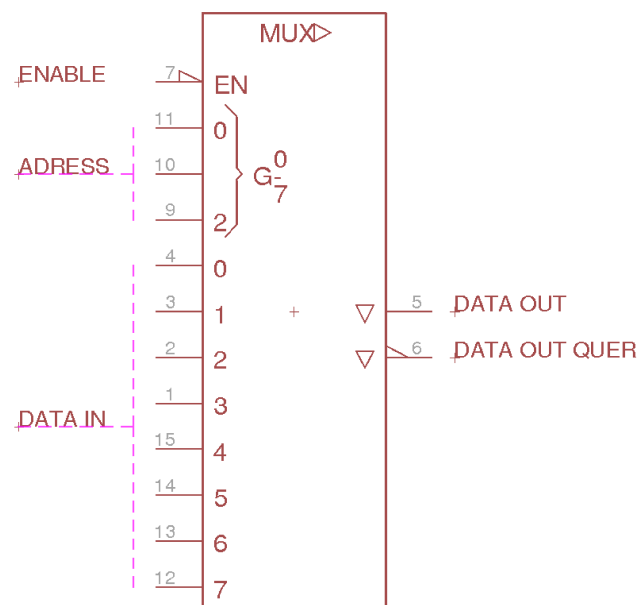 MUX
ENABLE 7 EN
11 0
ADRESS 10 G 0
7
9 2
4 0
3 1 5 DATA OUT
2 2 6 DATA OUT QUER
1 3
DATA IN
15 4
14 5
13 6
12 7